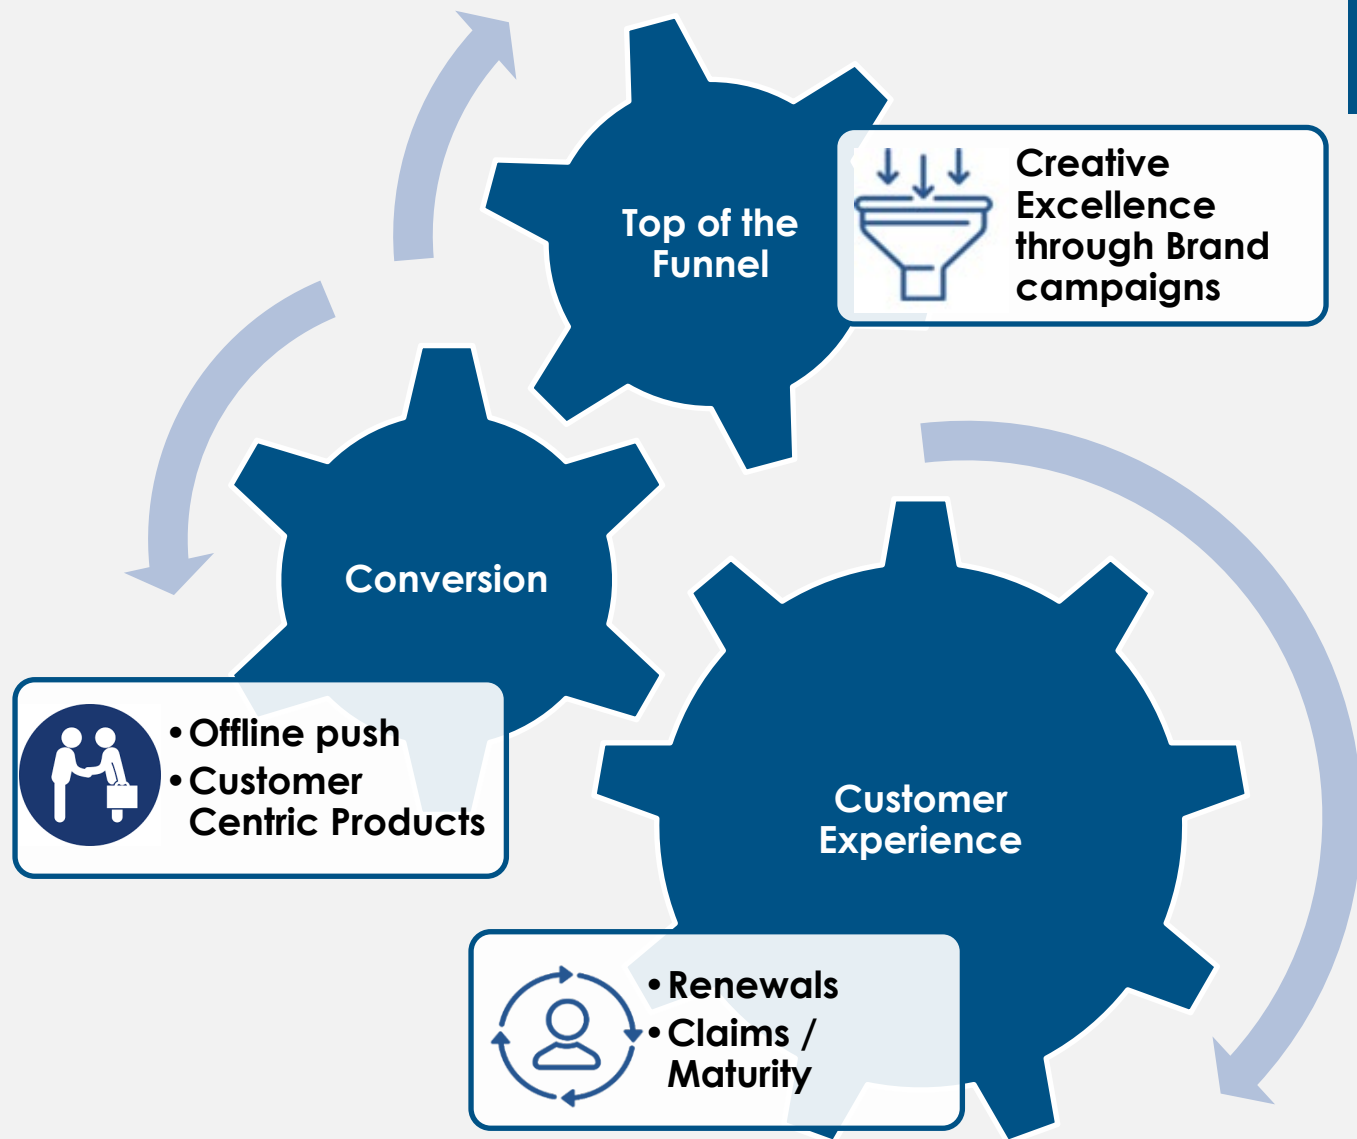 Top of the
Funnel
Creative
Excellence
through Brand
campaigns
Conversion
• Offline push
• Customer
Centric Products
Customer
Experience
• Renewals
• Claims /
Maturity